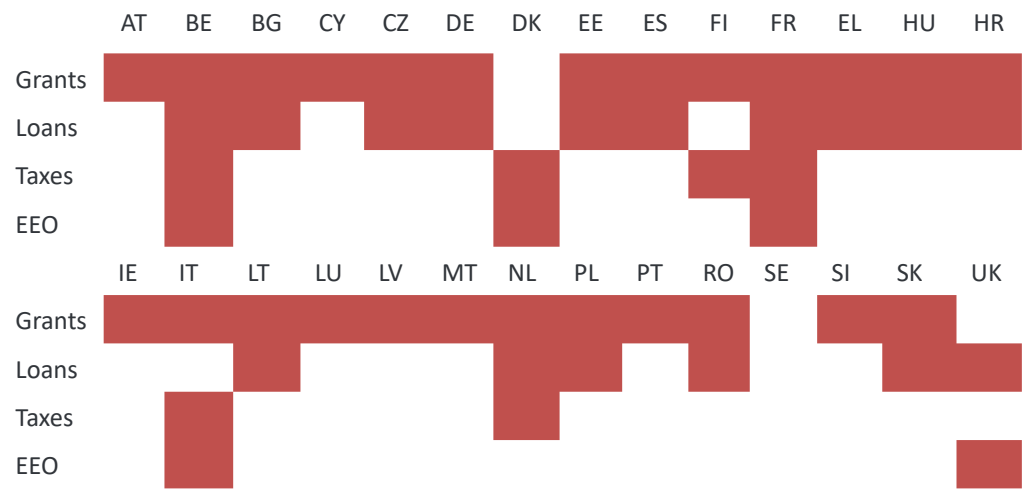 AT BE BG CY CZ DE DK EE ES FI FR EL HU HR
Grants
Loans
Taxes
EEO
IE IT LT LU LV MT NL PL PT RO SE SI SK UK
Grants
Loans
Taxes
EEO